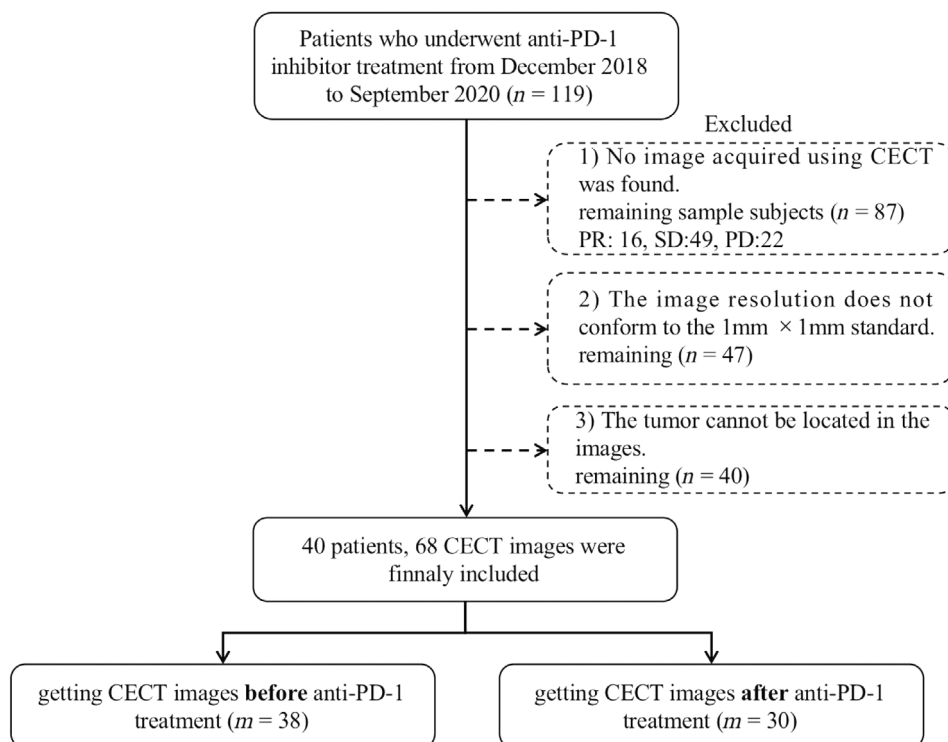 Patients who underwent anti-PD-1
inhibitor treatment from December 2018
to September 2020 (n = 119)
Excluded
1) No image acquired using CECT
was found.
remaining sample subjects (n = 87)
PR: 16, SD:49, PD:22
2) The image resolution does not
conform to the 1mm × 1mm standard.
remaining (n = 47)
3) The tumor cannot be located in the
images.
remaining (n = 40)
40 patients, 68 CECT images were
finnaly included
getting CECT images before anti-PD-1
treatment (m = 38)
getting CECT images after anti-PD-1
treatment (m = 30)